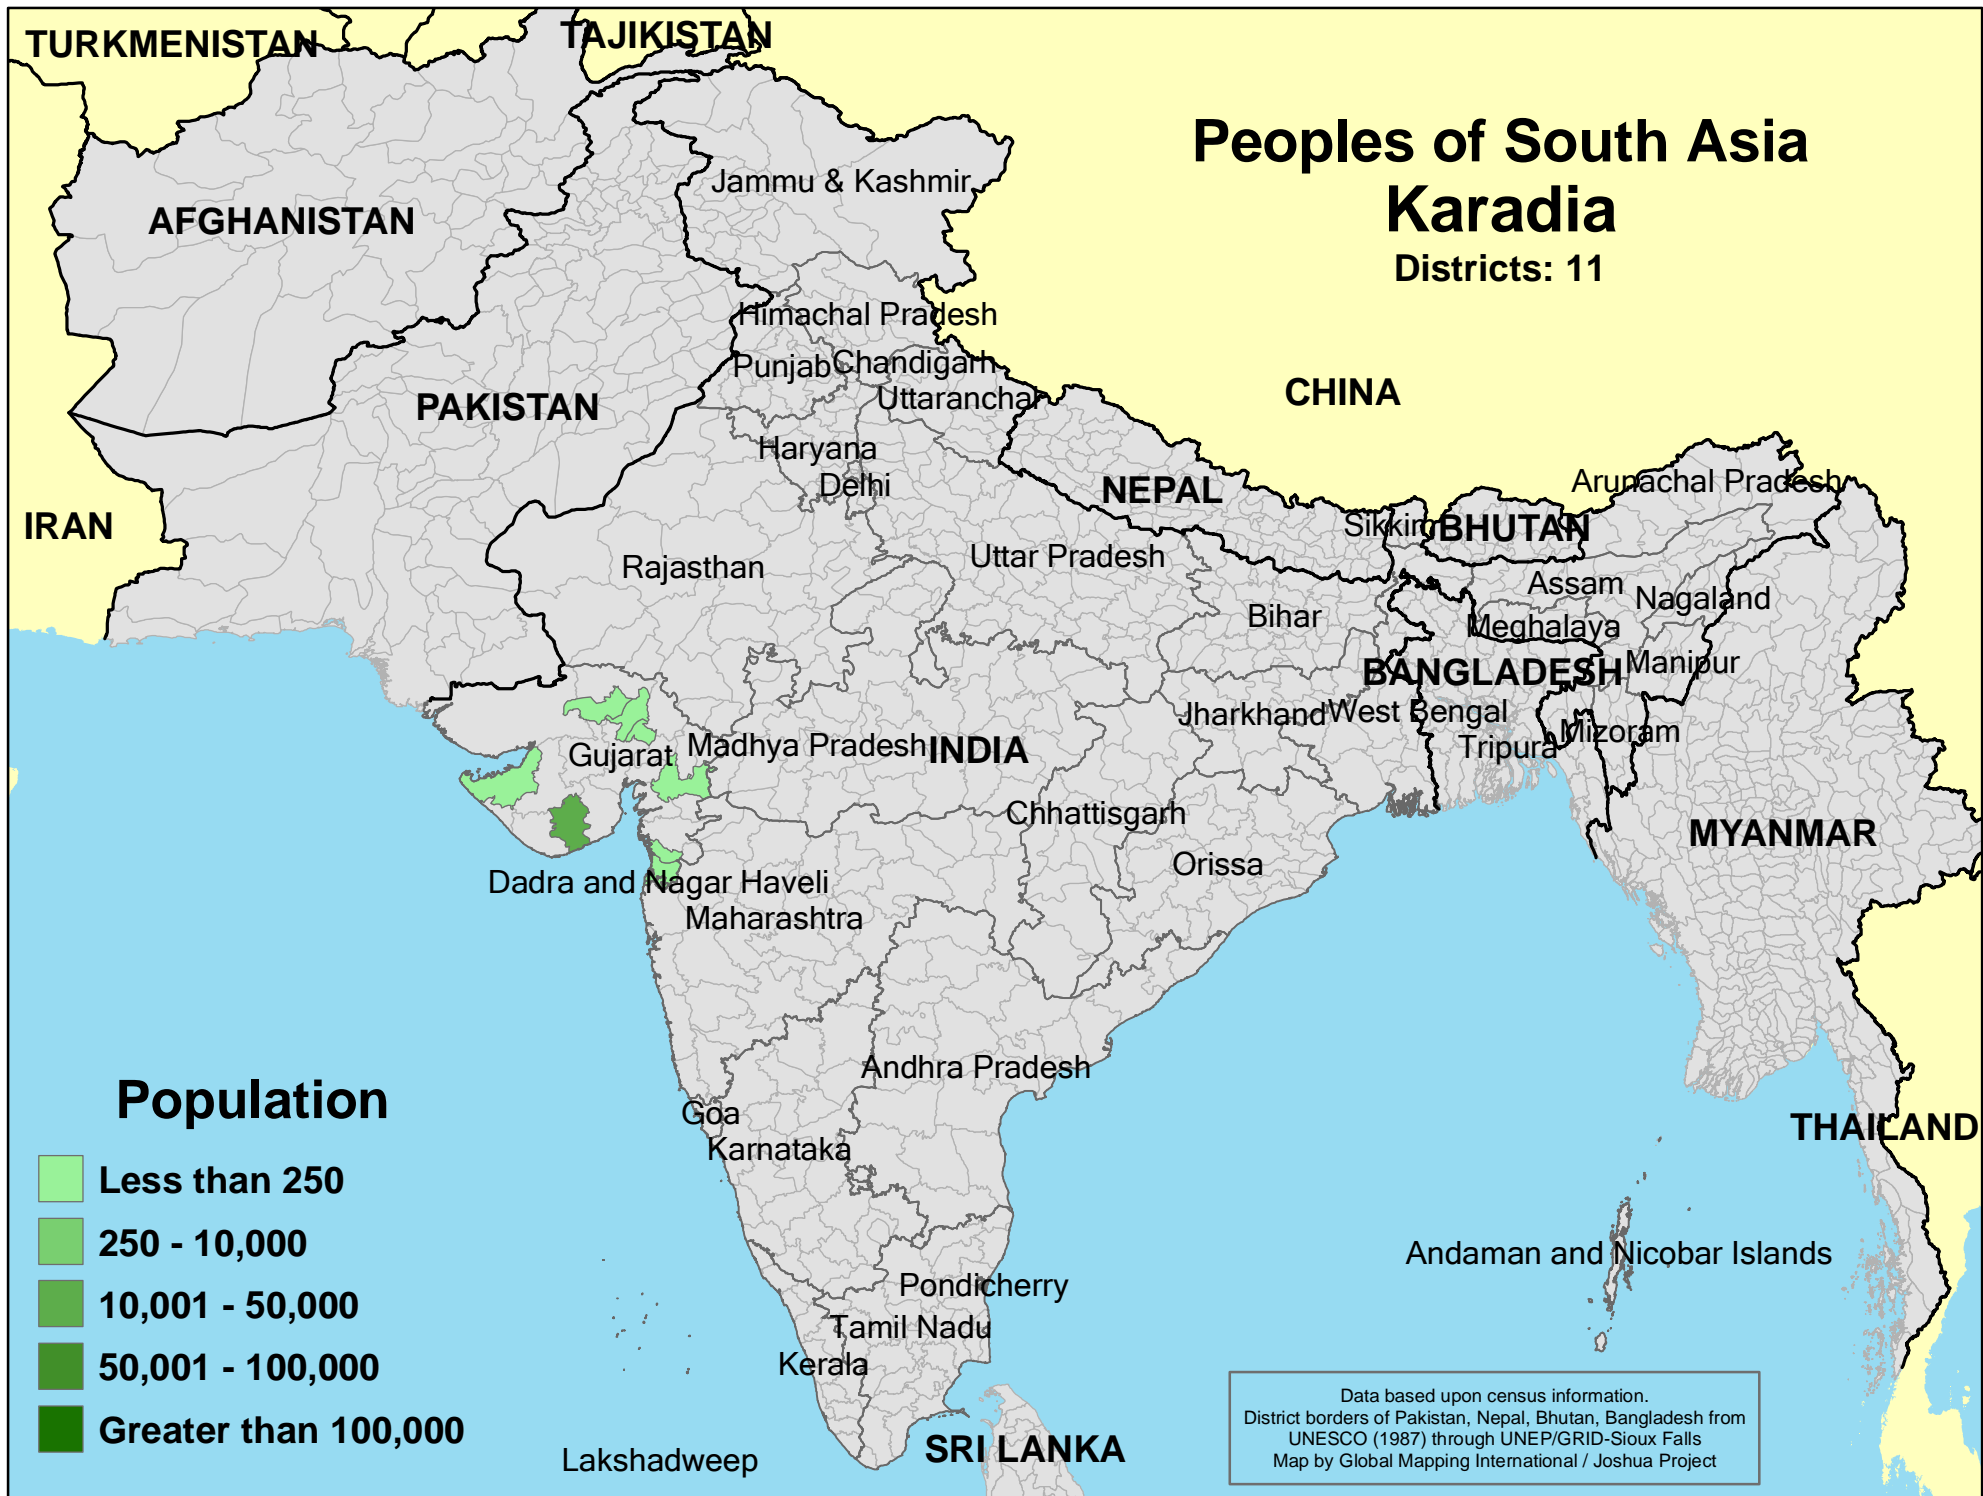 TURKMENISTAN
TAJIKISTAN
Peoples of South Asia
Karadia
Districts: 11
Jammu & Kashmir
AFGHANISTAN
Himachal Pradesh
Punjab
Chandigarh
Uttaranchal
CHINA
PAKISTAN
Haryana
Delhi
NEPAL
Arunachal Pradesh
IRAN
Sikkim
BHUTAN
Rajasthan
Uttar Pradesh
Assam
Nagaland
Bihar
Meghalaya
BANGLADESH
Manipur
Jharkhand
West Bengal
Gujarat
Madhya Pradesh
INDIA
Tripura
Mizoram
Chhattisgarh
MYANMAR
Orissa
Dadra and Nagar Haveli
Maharashtra
Andhra Pradesh
Goa
Karnataka
THAILAND
Population
Less than 250
250 - 10,000
10,001 - 50,000
50,001 - 100,000
Greater than 100,000
Andaman and Nicobar Islands
Pondicherry
Tamil Nadu
Kerala
Lakshadweep
SRI LANKA
Data based upon census information.
District borders of Pakistan, Nepal, Bhutan, Bangladesh from
UNESCO (1987) through UNEP/GRID-Sioux Falls
Map by Global Mapping International / Joshua Project